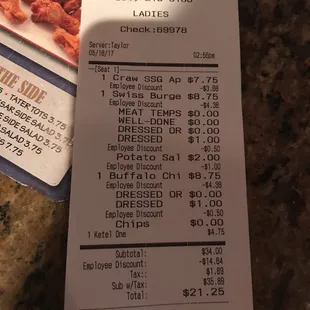 LADIES
Check:69978
Server:Taylor
05/18/17 02:56pm
[Seat 1]
1 Craw SSG Ap $7.75
Employee Discount -$3.88
1 Swiss Burge $8.75
Employee Discount -$4.38
MEAT TEMPS $0.00
WELL-DONE $0.00
DRESSED OR $0.00
DRESSED $1.00
Employee Discount -$0.50
Potato Sal $2.00
Employee Discount -$1.00
1 Buffalo Chi $8.75
Employee Discount -$4.38
DRESSED OR $0.00
DRESSED $1.00
Employee Discount -$0.50
Chips $0.00
1 Ketel One $4.75
Subtotal: $34.00
Employee Discount: -$14.64
Tax: $1.89
Sub w/Tax: $35.89
Total: $21.25
THE SIDE
TATER TOTS 3.75
SIDE SALAD 3.75
SALAD 3.75
7.75